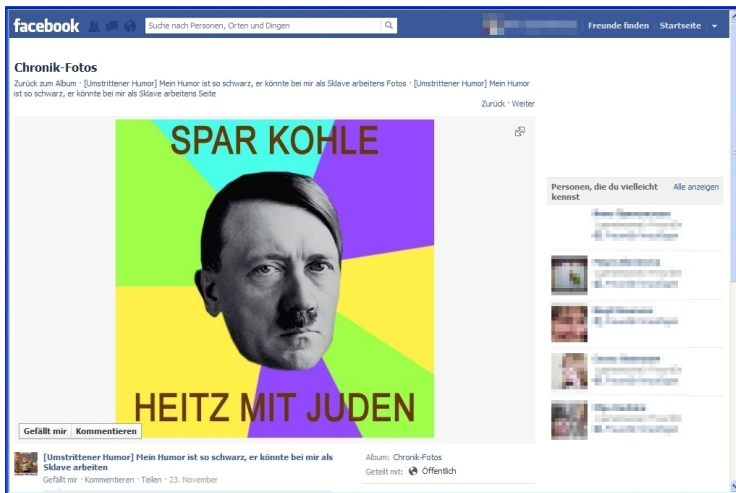 facebook
Suche nach Personen, Orten und Dingen
Freunde finden
Startseite
Chronik-Fotos
Zurück zum Album · [Umstrittener Humor] Mein Humor ist so schwarz, er könnte bei mir als Sklave arbeitens Fotos · [Umstrittener Humor] Mein Humor
ist so schwarz, er könnte bei mir als Sklave arbeitens Seite
Zurück · Weiter
SPAR KOHLE
HEITZ MIT JUDEN
Gefällt mir Kommentieren
Personen, die du vielleicht
kennst
Alle anzeigen
[Umstrittener Humor] Mein Humor ist so schwarz, er könnte bei mir als
Sklave arbeiten
Gefällt mir · Kommentieren · Teilen · 23. November
Album: Chronik-Fotos
Geteilt mit: Öffentlich